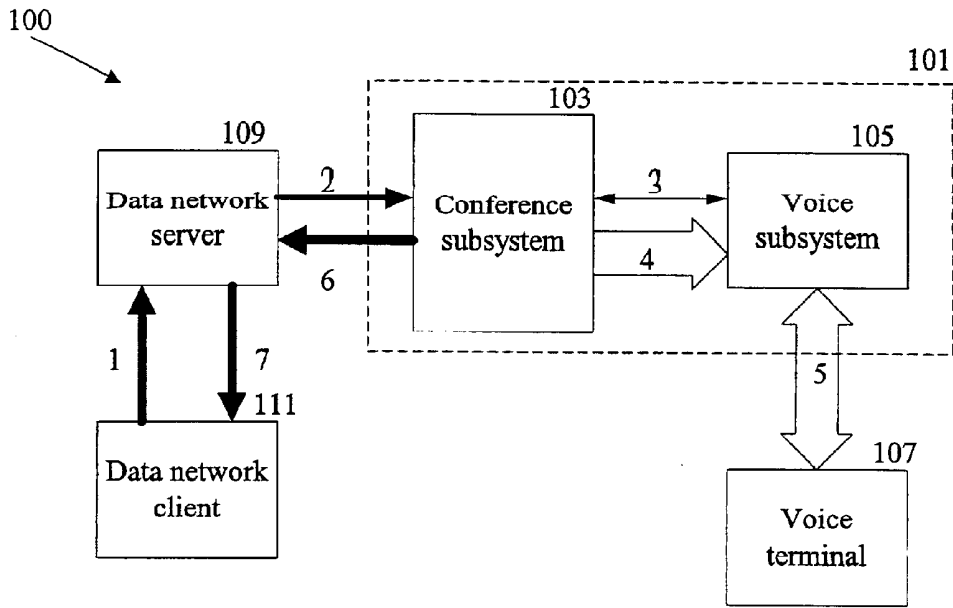 100
101
103
109
105
2
3
Data network
server
Conference
subsystem
Voice
subsystem
4
6
1
7
5
111
107
Data network
client
Voice
terminal